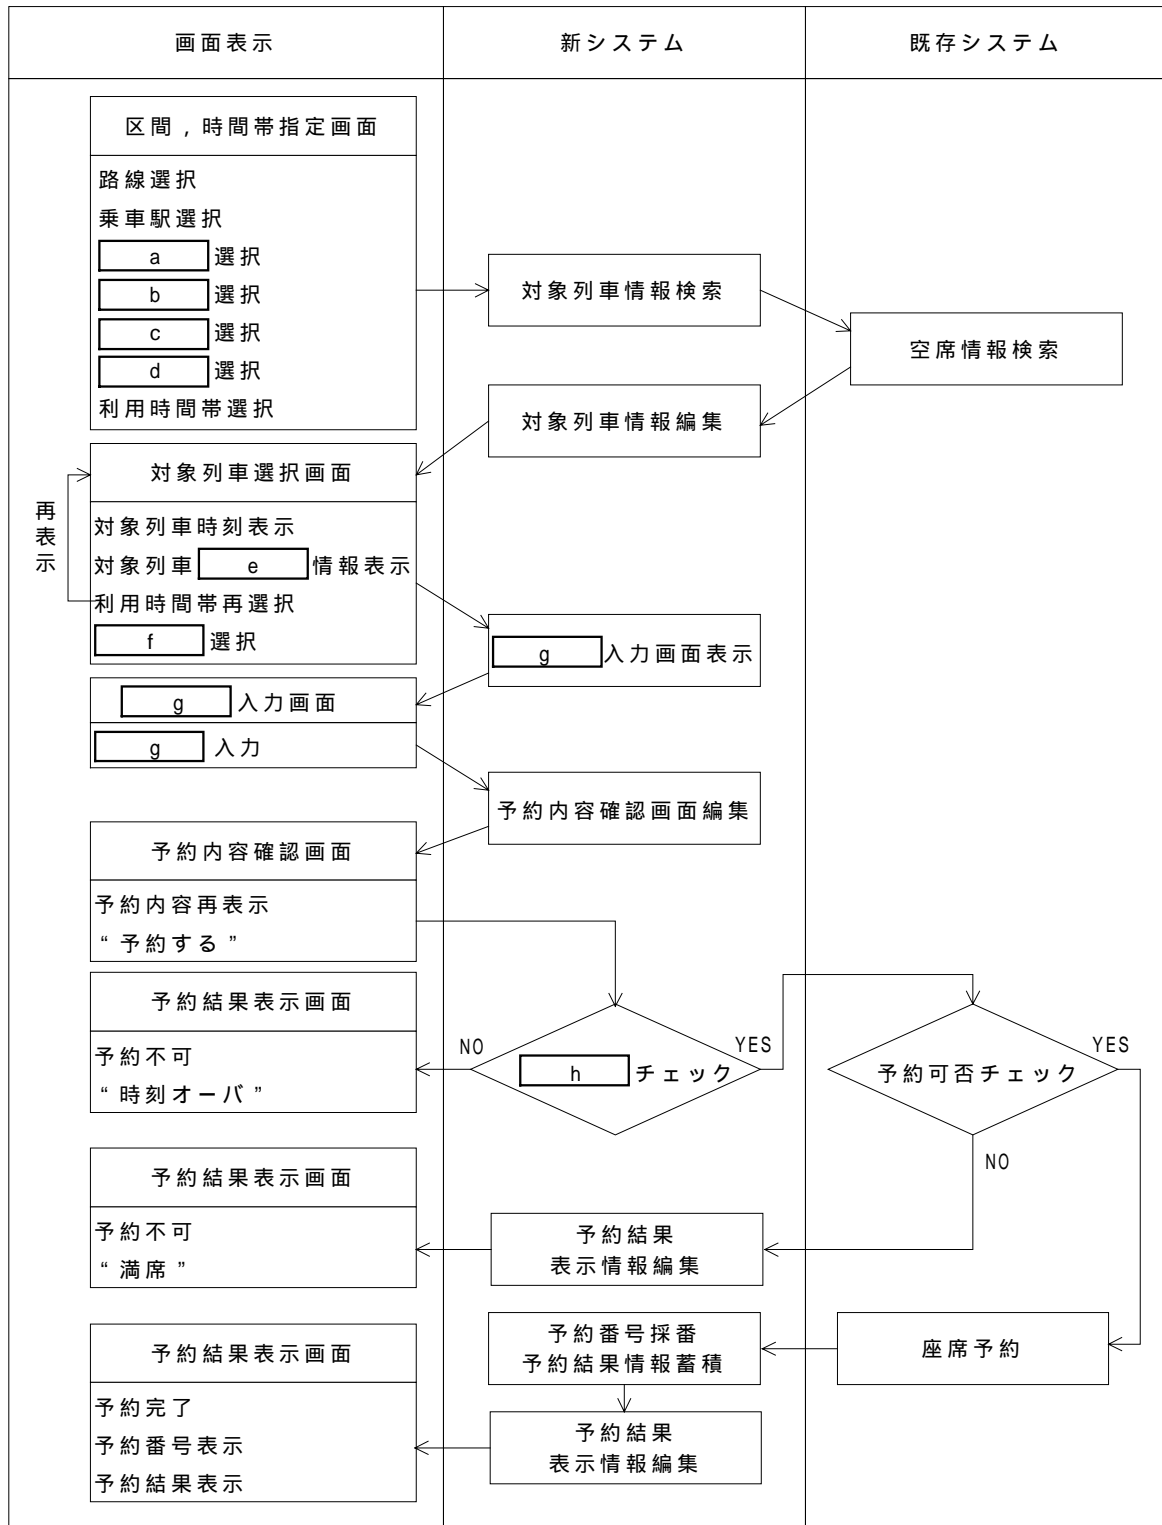 画面表示
新システム
既存システム
区間，時間帯指定画面
路線選択
乗車駅選択
a 選択
b 選択
c 選択
d 選択
利用時間帯選択
対象列車情報検索
空席情報検索
対象列車情報編集
対象列車選択画面
再表示
対象列車時刻表示
対象列車 e 情報表示
利用時間帯再選択
f 選択
g 入力画面表示
g 入力画面
g 入力
予約内容確認画面編集
予約内容確認画面
予約内容再表示
“予約する”
予約結果表示画面
予約不可
“時刻オーバ”
NO
h チェック
YES
予約可否チェック
YES
NO
予約結果表示画面
予約不可
“満席”
予約結果
表示情報編集
予約結果表示画面
予約完了
予約番号表示
予約結果表示
予約番号採番
予約結果情報蓄積
座席予約
予約結果
表示情報編集